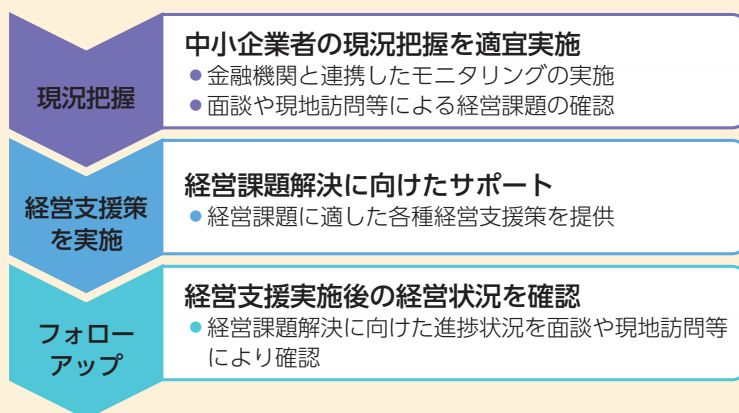 現況把握
中小企業者の現況把握を適宜実施
●金融機関と連携したモニタリングの実施
●面談や現地訪問等による経営課題の確認
経営支援策
を実施
経営課題解決に向けたサポート
●経営課題に適した各種経営支援策を提供
フォロー
アップ
経営支援実施後の経営状況を確認
●経営課題解決に向けた進捗状況を面談や現地訪問等
により確認